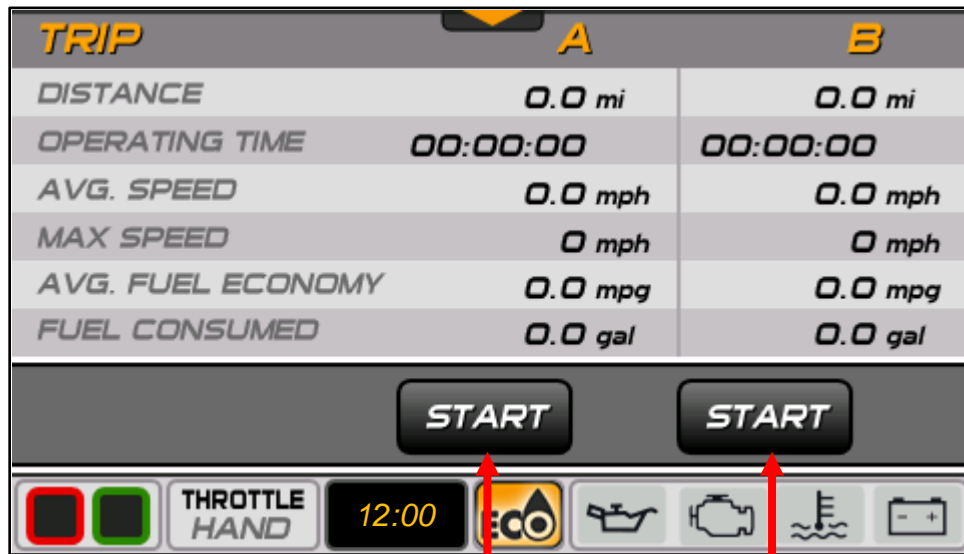 TRIP A B
DISTANCE 0.0 mi 0.0 mi
OPERATING TIME 00:00:00 00:00:00
AVG. SPEED 0.0 mph 0.0 mph
MAX SPEED 0 mph 0 mph
AVG. FUEL ECONOMY 0.0 mpg 0.0 mpg
FUEL CONSUMED 0.0 gal 0.0 gal
START START
THROTTLE
HAND
12:00
ECO
- +